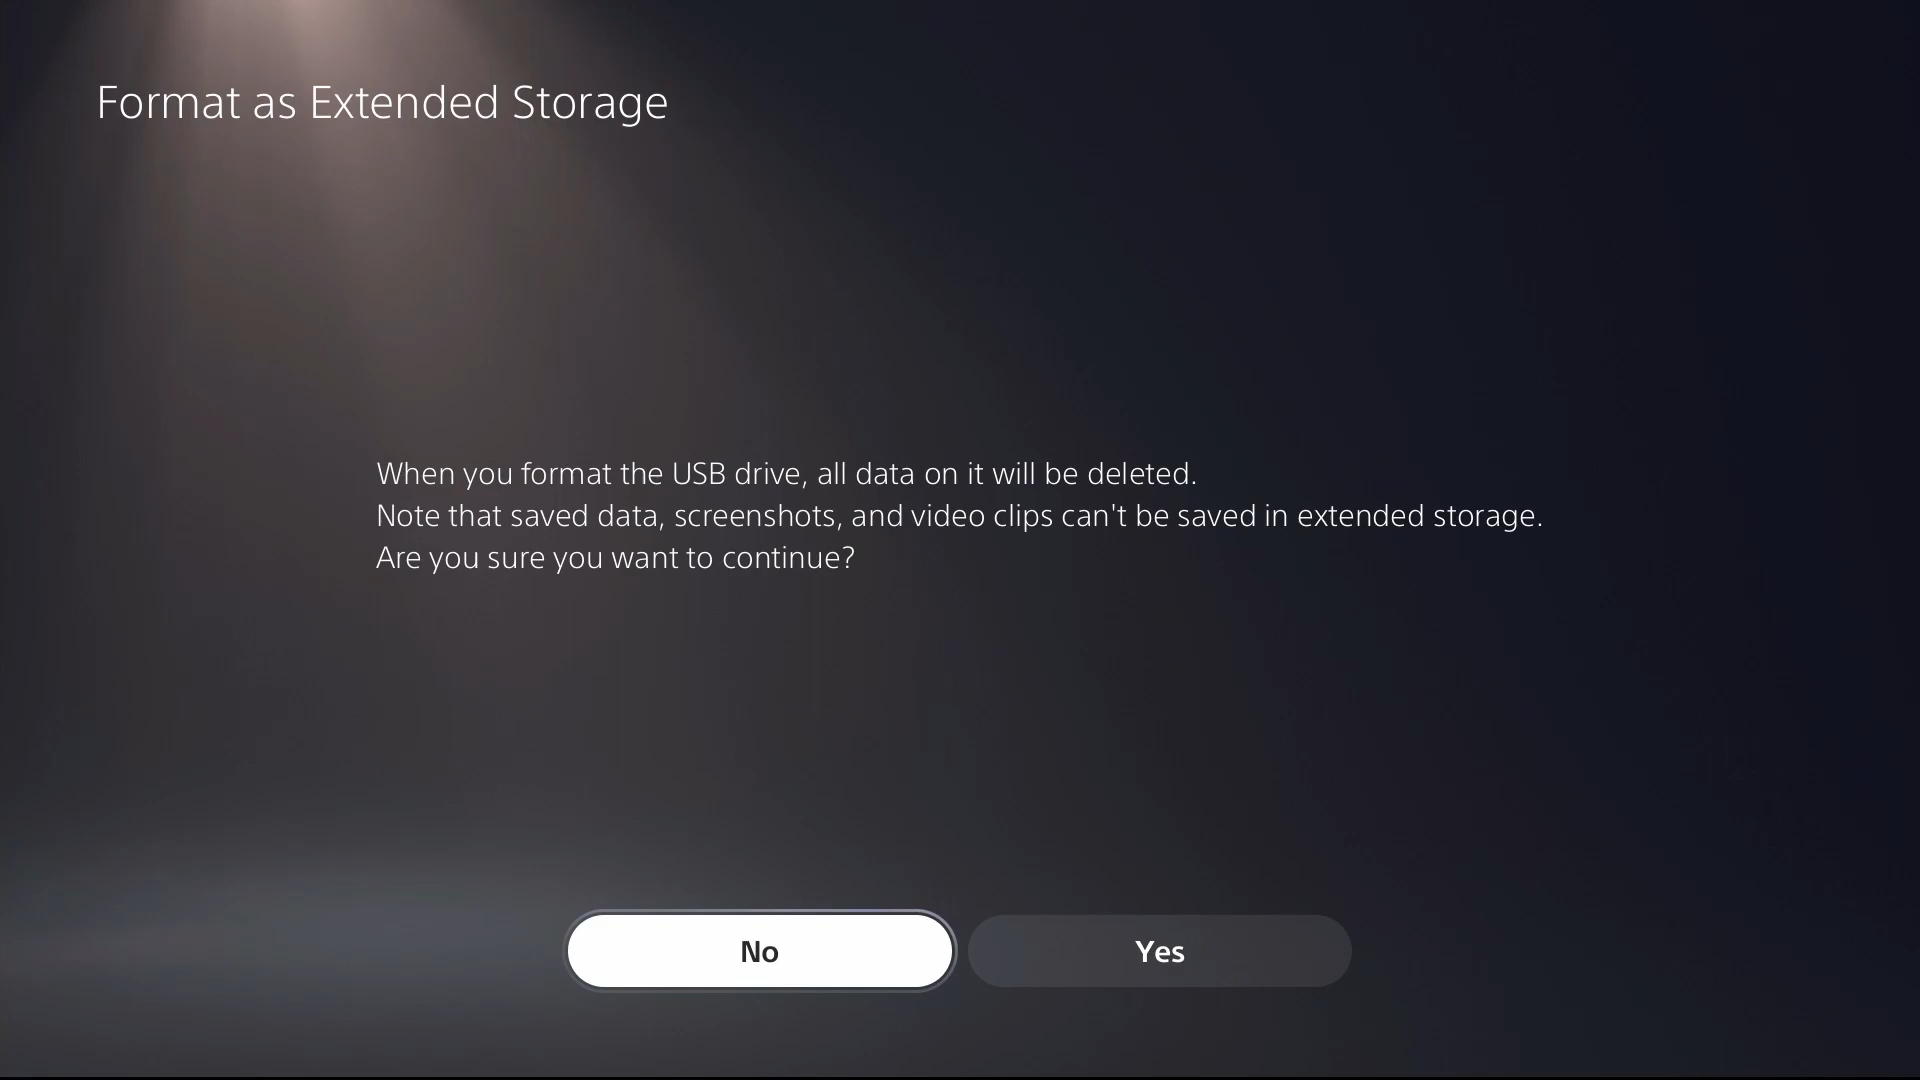 Format as Extended Storage
When you format the USB drive, all data on it will be deleted.
Note that saved data, screenshots, and video clips can't be saved in extended storage.
Are you sure you want to continue?
No
Yes